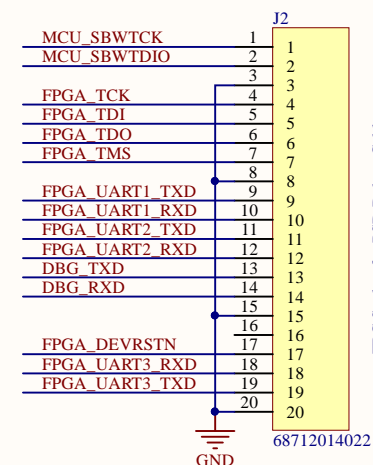 J2
MCU_SBWTCK 1 1
MCU_SBWTDIO 2 2
3 3
FPGA_TCK 4 4
FPGA_TDI 5 5
FPGA_TDO 6 6
FPGA_TMS 7 7
8 8
FPGA_UART1_TXD 9 9
FPGA_UART1_RXD 10 10
FPGA_UART2_TXD 11 11
FPGA_UART2_RXD 12 12
DBG_TXD 13 13
DBG_RXD 14 14
15 15
16 16
FPGA_DEVRSTN 17 17
FPGA_UART3_RXD 18 18
FPGA_UART3_TXD 19 19
20 20
68712014022
GND